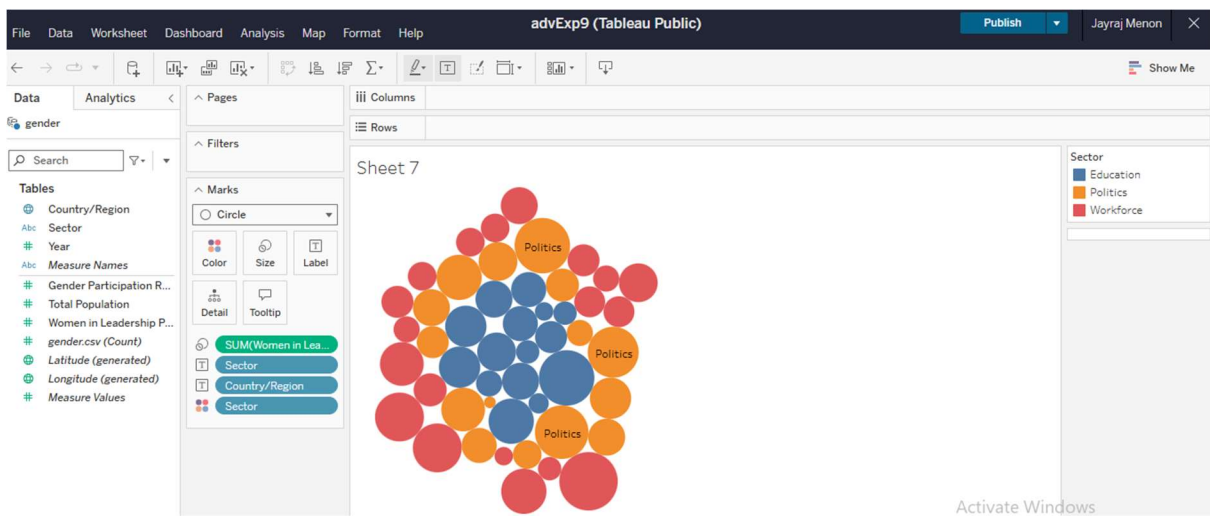 advExp9 (Tableau Public)
Publish
Jayraj Menon
File Data Worksheet Dashboard Analysis Map Format Help
Show Me
Data Analytics
gender
Search
Tables
Country/Region
Abc Sector
# Year
Abc Measure Names
# Gender Participation R...
# Total Population
# Women in Leadership P...
# gender.csv (Count)
Latitude (generated)
Longitude (generated)
# Measure Values
Pages
Filters
Marks
Circle
Color Size Label
Detail Tooltip
SUM(Women in Lea...
Sector
Country/Region
Sector
iii Columns
Rows
Sheet 7
Politics
Politics
Politics
Sector
Education
Politics
Workforce
Activate Windows